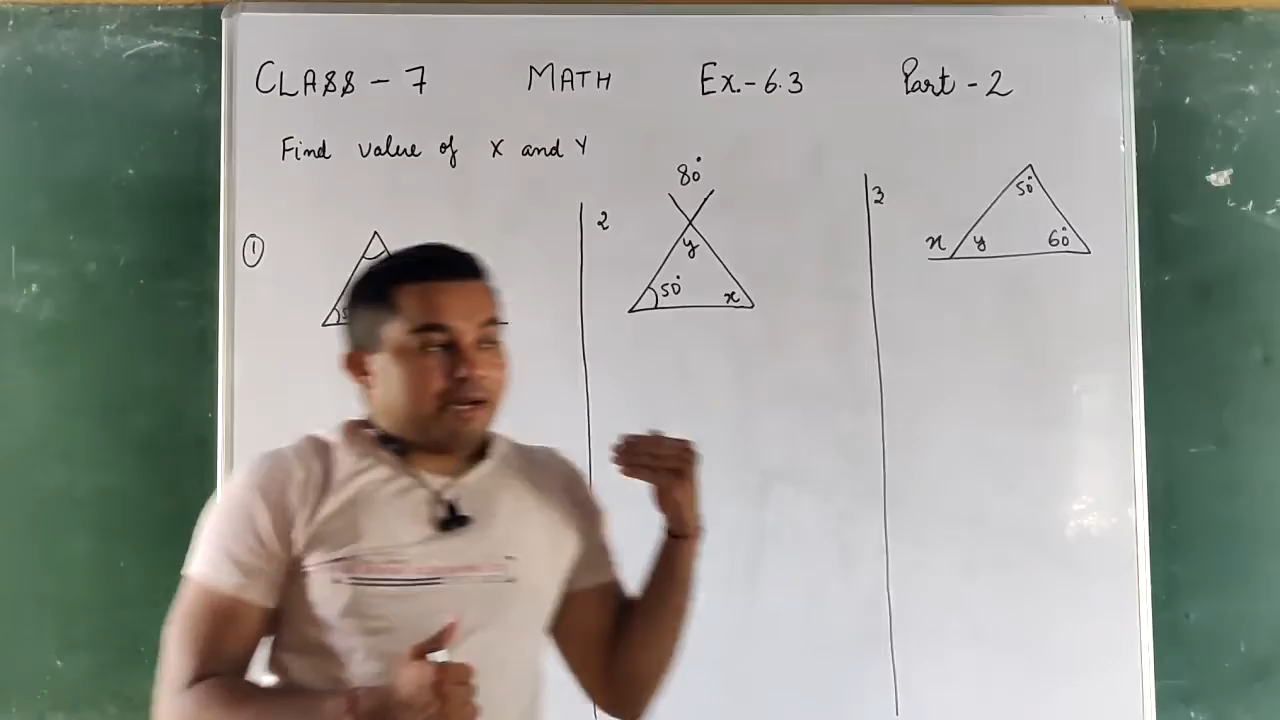 CLASS - 7 MATH Ex.- 6.3 Part - 2
Find value of x and y
1
2
80°
y
50°
x
3
50°
x y 60°